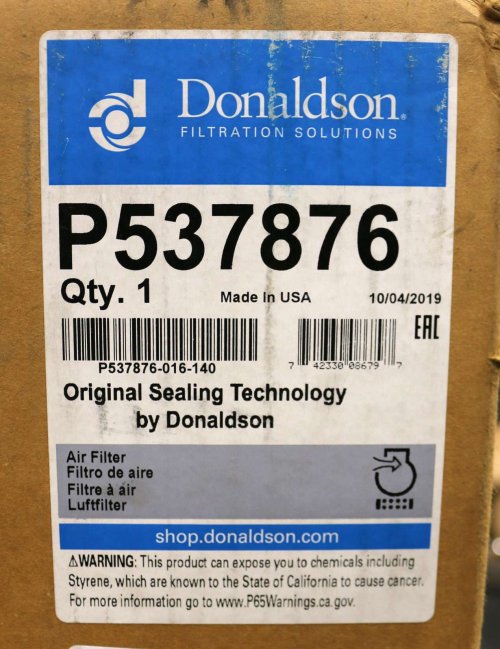 Donaldson®
FILTRATION SOLUTIONS
P537876
Qty. 1
Made In USA
10/04/2019
EAC
P537876-016-140
7 42330 08679 7
Original Sealing Technology
by Donaldson
Air Filter
Filtro de aire
Filtre à air
Luftfilter
shop.donaldson.com
⚠WARNING: This product can expose you to chemicals including
Styrene, which are known to the State of California to cause cancer.
For more information go to www.P65Warnings.ca.gov.